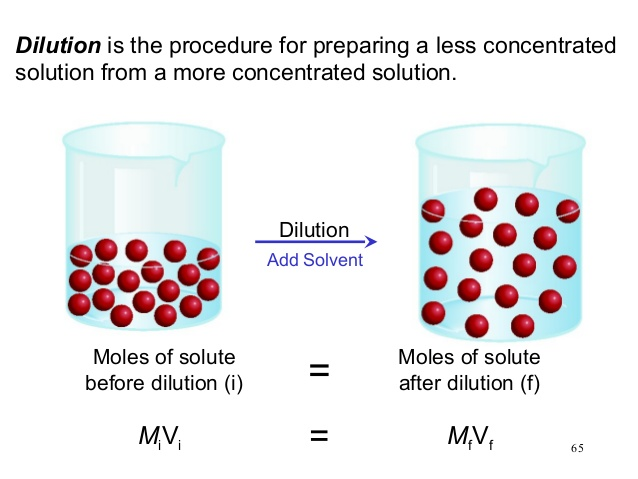 Dilution is the procedure for preparing a less concentrated
solution from a more concentrated solution.
Dilution
Add Solvent
Moles of solute
before dilution (i)
=
Moles of solute
after dilution (f)
MiVi
=
MfVf
65